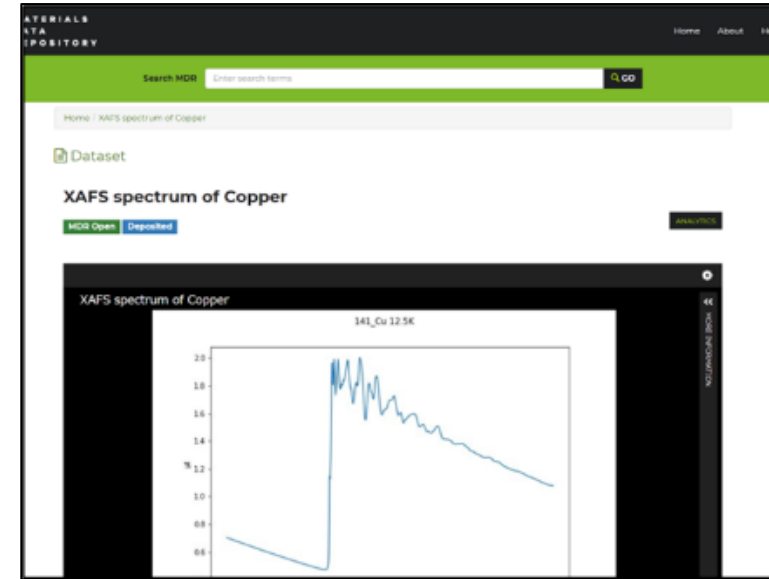 ATERIALS
ATA
EPOSITORY
Home About
Search MDR Enter search terms GO
Home / XAFS spectrum of Copper
Dataset
XAFS spectrum of Copper
MDR Open Deposited
ANALYTICS
XAFS spectrum of Copper
MORE INFORMATION
141_Cu 12.5K
2.0
1.8
1.6
1.4
1.2
1.0
0.8
0.6